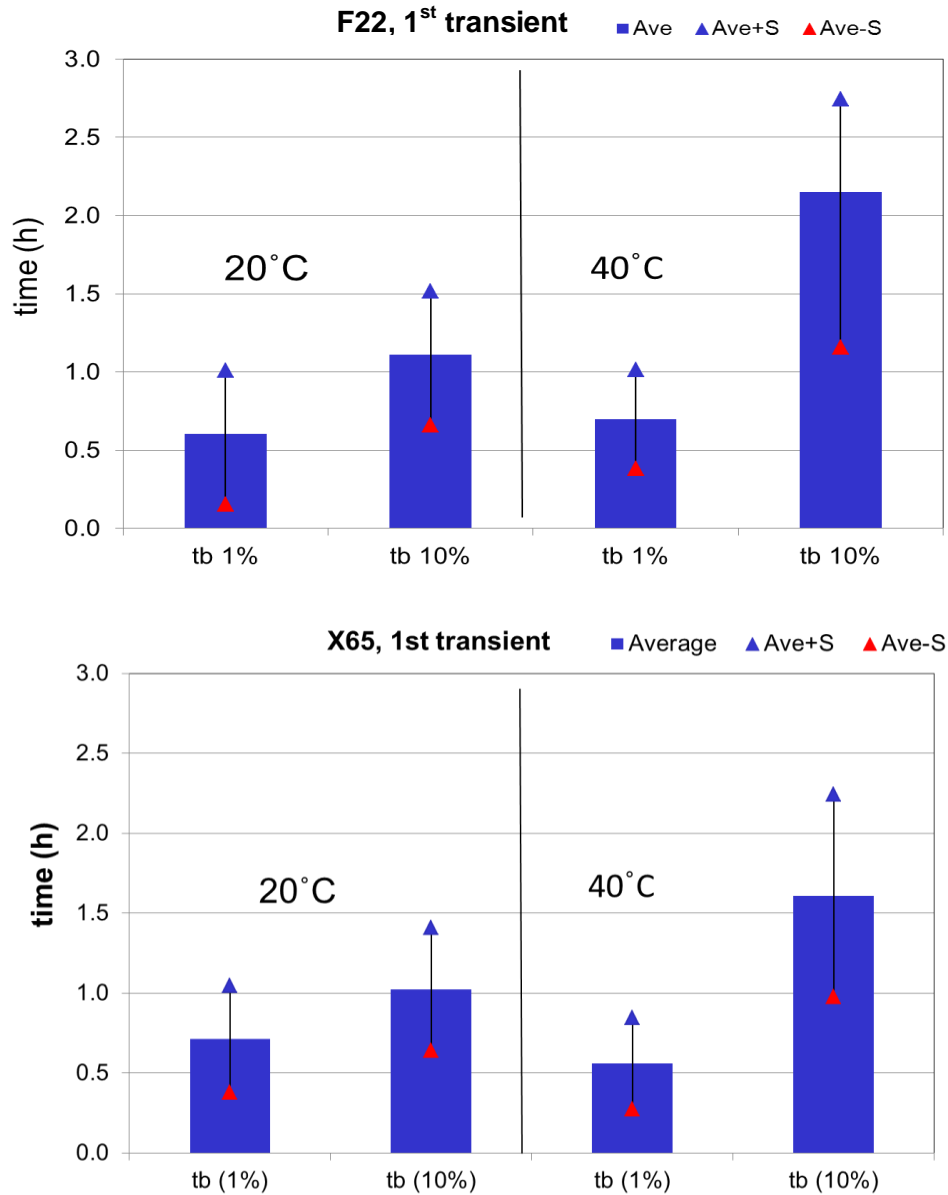 F22, 1st transient ■ Ave ▲ Ave+S ▲ Ave-S
3.0
2.5
2.0
1.5
1.0
0.5
0.0
time (h)
20˚C 40˚C
tb 1% tb 10% tb 1% tb 10%
X65, 1st transient ■ Average ▲ Ave+S ▲ Ave-S
3.0
2.5
2.0
1.5
1.0
0.5
0.0
time (h)
20˚C 40˚C
tb (1%) tb (10%) tb (1%) tb (10%)